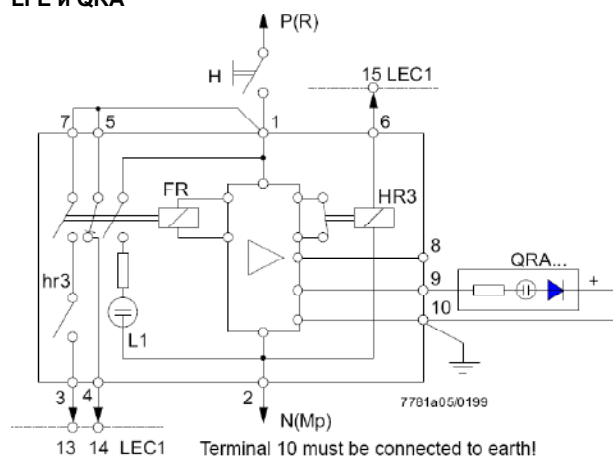 LFE и QRA
P(R)
H
15 LEC1
7
5
1
6
FR
HR3
8
QRA...
9
+
10
hr3
L1
3
4
2
7781a05/0199
N(Mp)
13
14
LEC1
Terminal 10 must be connected to earth!